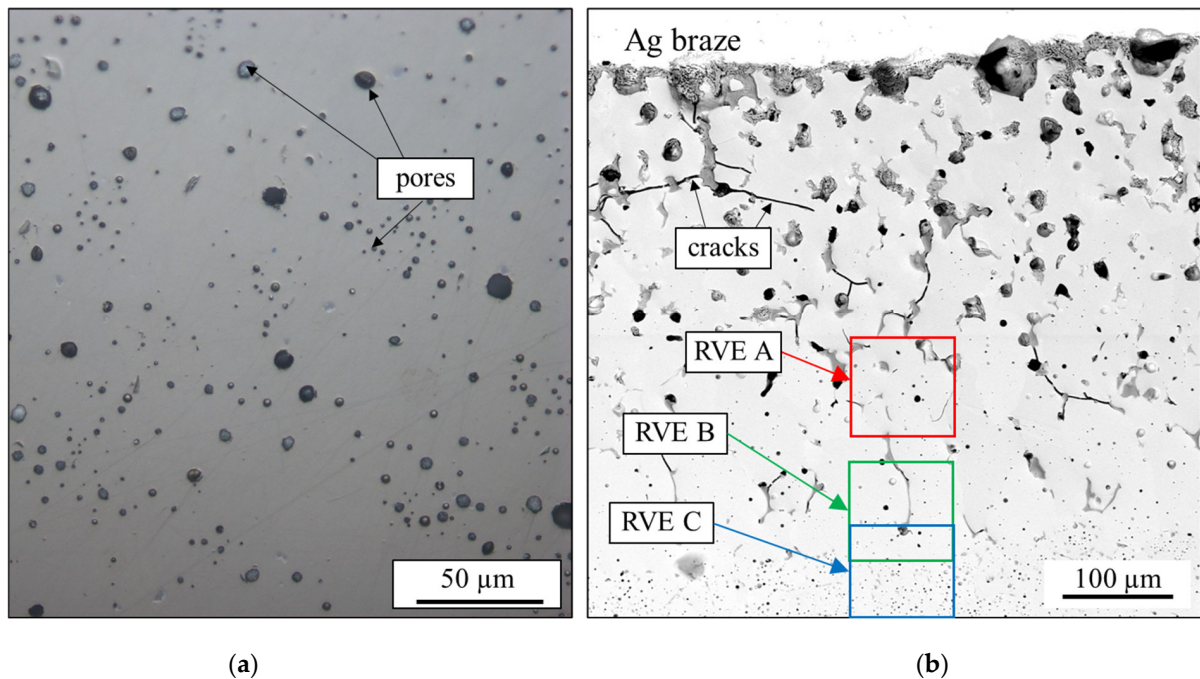 pores
50 µm
Ag braze
cracks
RVE A
RVE B
RVE C
100 µm
(a)
(b)